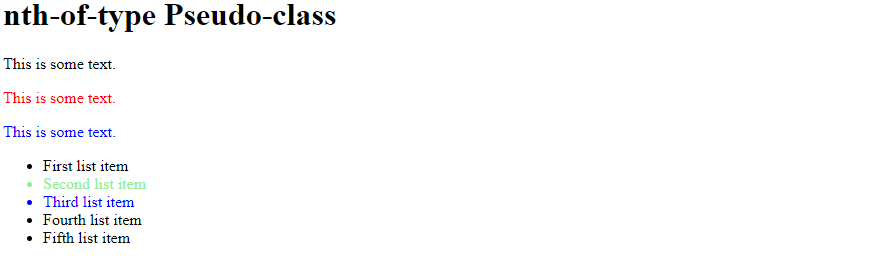 nth-of-type Pseudo-class
This is some text.
This is some text.
This is some text.
First list item
Second list item
Third list item
Fourth list item
Fifth list item